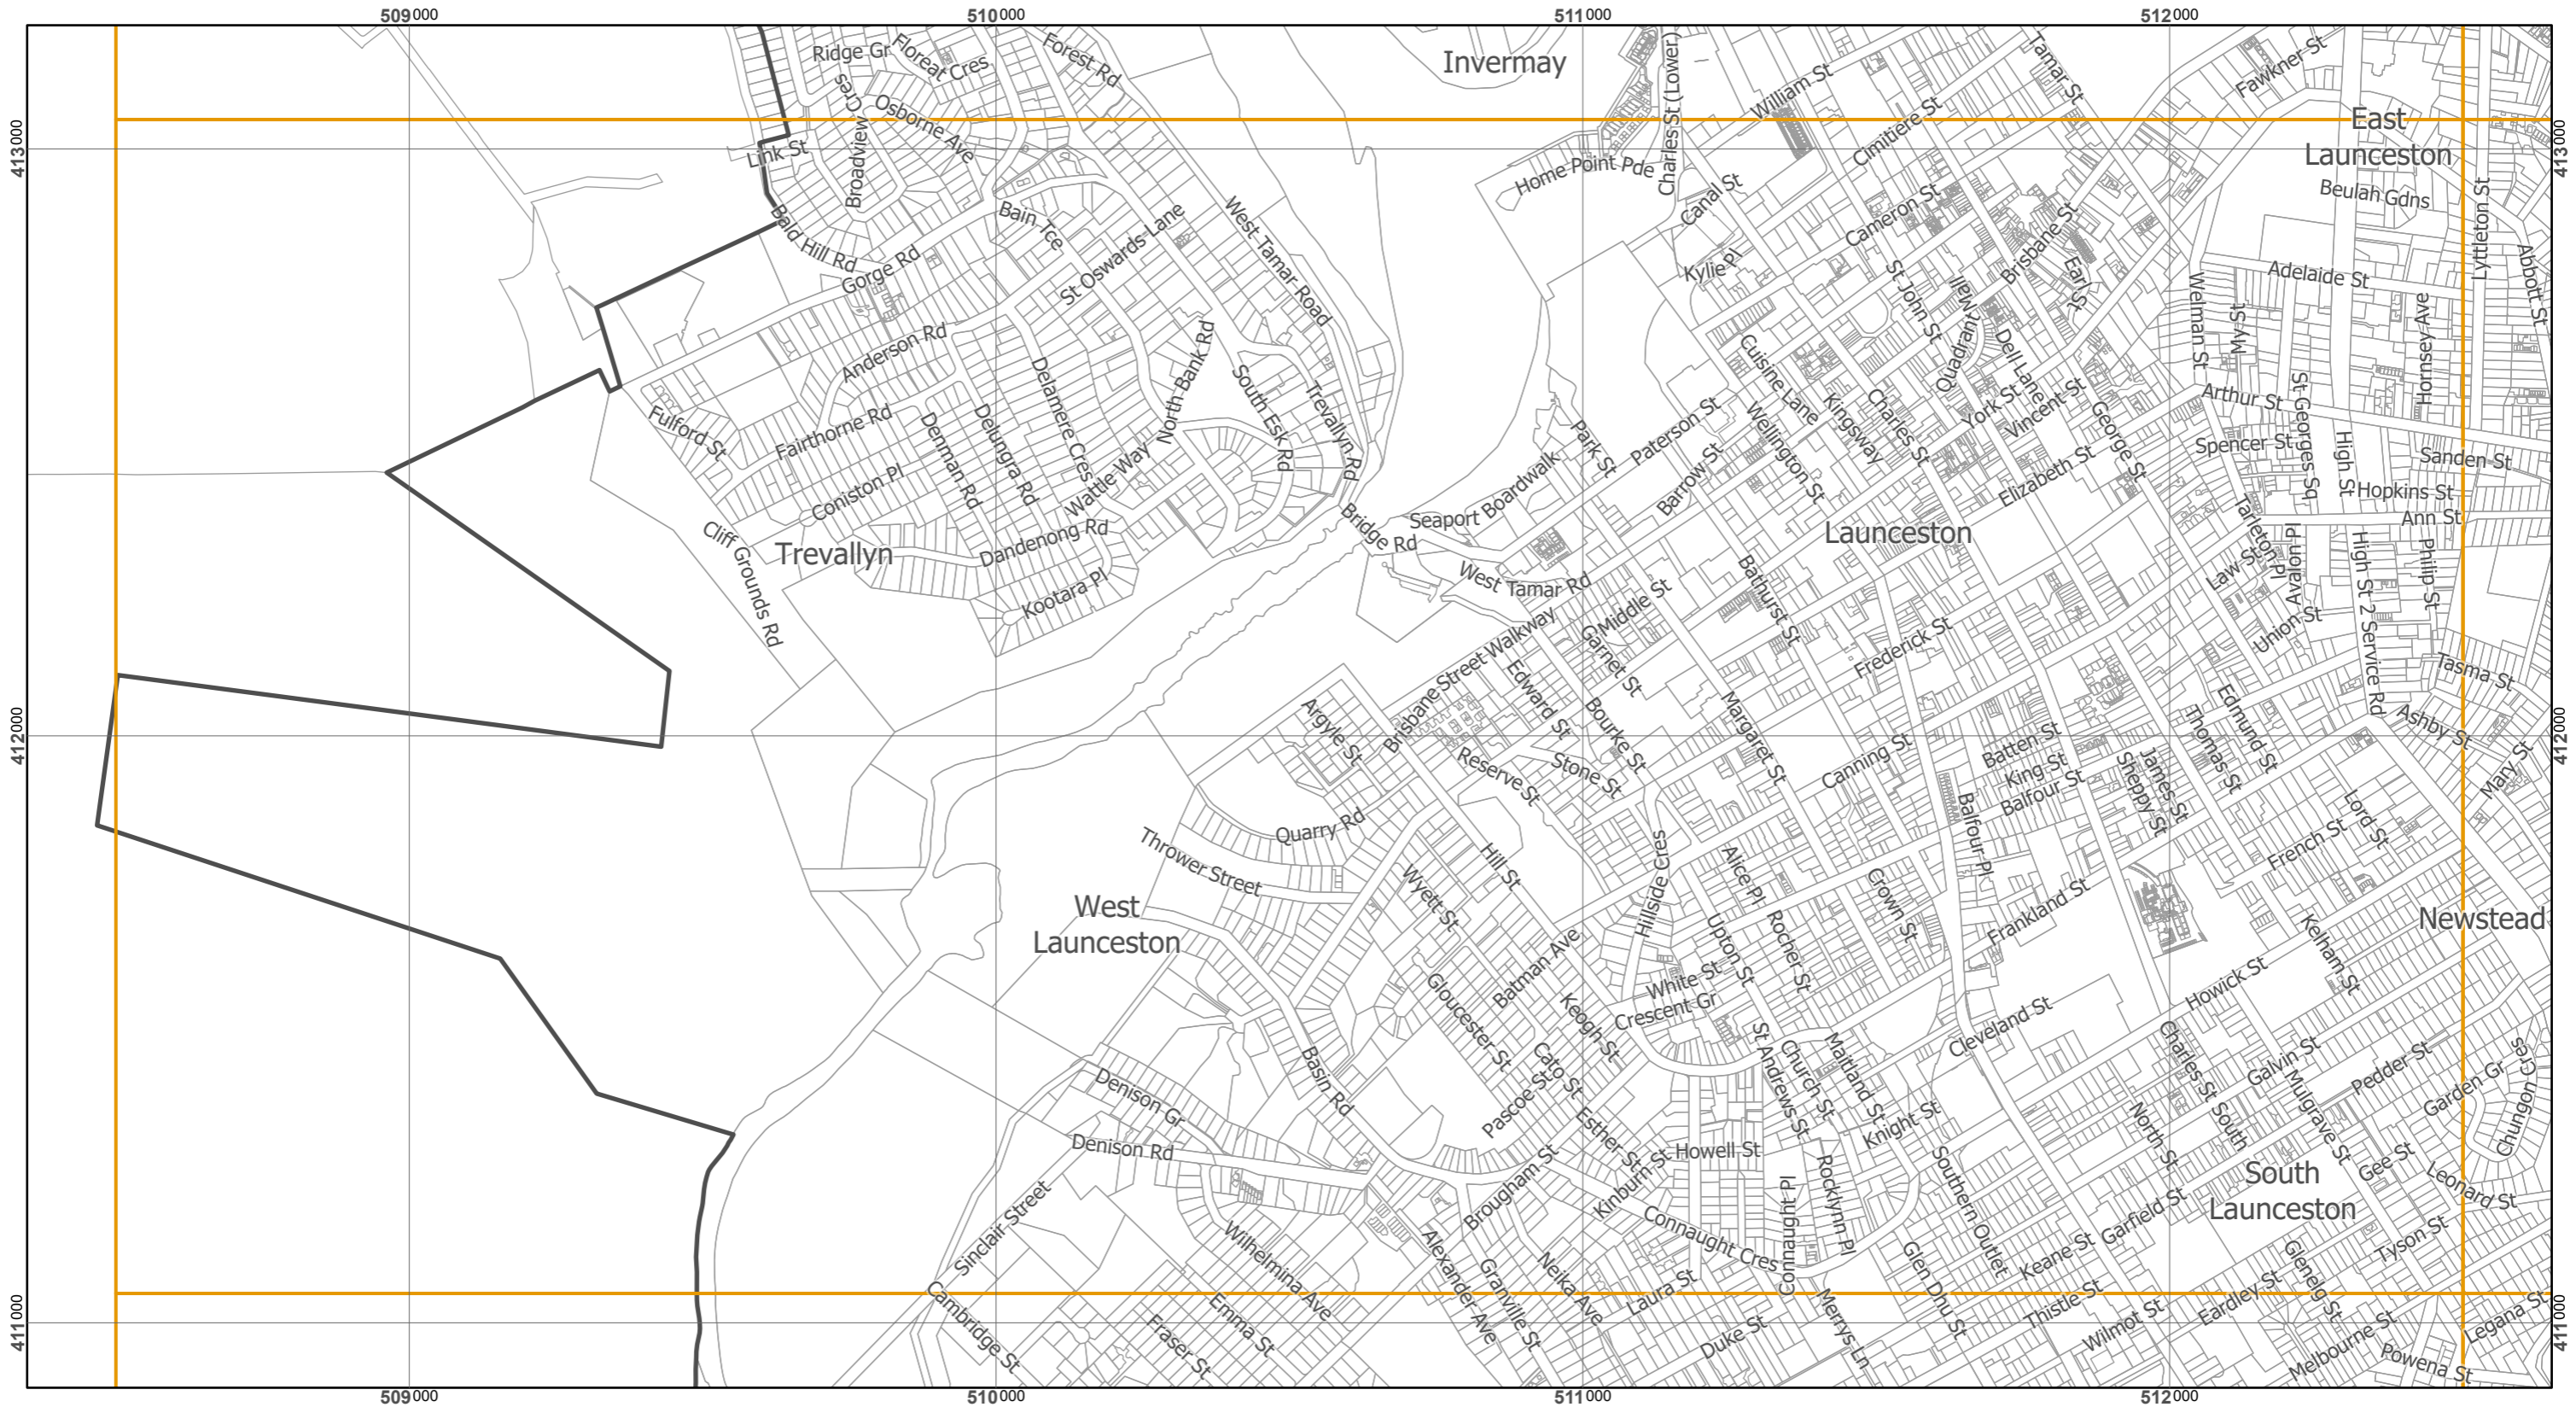 509000
510000
511000
512000
413000
412000
411000
413000
412000
411000
Invermay
East
Launceston
Ridge Gr
Floreat Cres
Forest Rd
Broadview Cres
Osborne Ave
Link St
Bald Hill Rd
Gorge Rd
Bain Tce
St Oswards Lane
West Tamar Road
Anderson Rd
Fulford St
Fairthorne Rd
Coniston Pl
Denman Rd
Delungra Rd
Delamere Cres
North Bank Rd
South Esk Rd
Trevallyn Rd
Wattle Way
Dandenong Rd
Kootara Pl
Cliff Grounds Rd
Trevallyn
Bridge Rd
Seaport Boardwalk
West Tamar Rd
Park St
Paterson St
Barrow St
Home Point Pde
Charles St (Lower)
William St
Cimitiere St
Tamar St
Fawkner St
Canal St
Kylie Pl
Cameron St
Brisbane St
Earl St
St John St
Mall
Quadrant
Dell Lane
York St
Vincent St
Cuisine Lane
Kingsway
Charles St
Wellington St
Elizabeth St
George St
Launceston
Beulah Gdns
Lyttleton St
Abbott St
Adelaide St
Welman St
My St
Hornsey Ave
Arthur St
St Georges Sq
Spencer St
High St
Sanden St
Hopkins St
Ann St
Tarleton Pl
Law St
Avalon Pl
Union St
High St 2 Service Rd
Phillip St
Tasma St
Ashby St
Mary St
Middle St
Garnet St
Bathurst St
Frederick St
Brisbane Street Walkway
Edward St
Bourke St
Margaret St
Argyle St
Reserve St
Stone St
Canning St
Batten St
King St
Balfour St
Balfour Pl
Sheppy St
James St
Thomas St
Edmund St
Lord St
French St
Quarry Rd
Thrower Street
Hill St
Wyett St
Hillside Cres
Alice Pl
Rocher St
Crown St
Upton St
Frankland St
Kelham St
Newstead
West
Launceston
Batman Ave
Gloucester St
White St
Crescent Gr
Keogh St
Howick St
Cleveland St
St Andrews St
Church St
Maitland St
Knight St
Charles St South
Galvin St
Mulgrave St
Pedder St
Garden Gr
Chungon Cres
Basin Rd
Denison Gr
Denison Rd
Cato St
Pascoe St
Esther St
Brougham St
Kinburn St
Howell St
Connaught Pl
Rocklynn Pl
Connaught Cres
Southern Outlet
North St
Gee St
Leonard St
South
Launceston
Garfield St
Keane St
Tyson St
Sinclair Street
Wilhelmina Ave
Cambridge St
Fraser St
Emma St
Alexander Ave
Granville St
Neika Ave
Laura St
Duke St
Merrys Ln
Glen Dhu St
Thistle St
Wilmot St
Eardley St
Glenelg St
Melbourne St
Powena St
Legana St
509000
510000
511000
512000